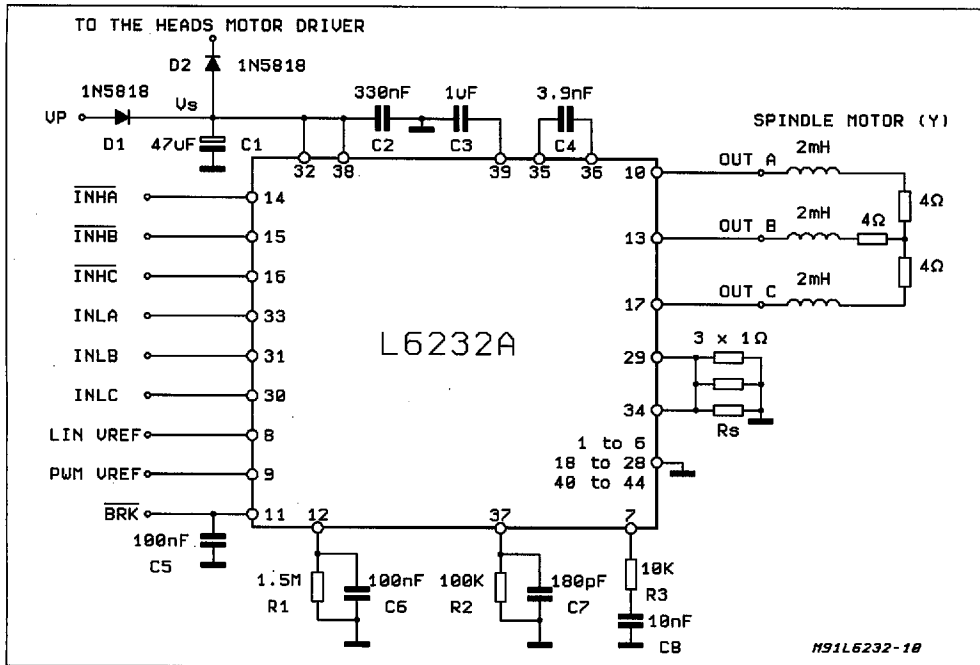 TO THE HEADS MOTOR DRIVER
D2 1N5818
1N5818
VP
Vs
D1
47uF C1
330nF
C2
1uF
C3
3.9nF
C4
SPINDLE MOTOR (Y)
32 38 39 35 36
INHA 14
INHB 15
INHC 16
INLA 33
INLB 31
INLC 30
LIN VREF 8
PWM VREF 9
BRK 11
L6232A
10 OUT A 2mH
4Ω
13 OUT B 2mH 4Ω
4Ω
17 OUT C 2mH
3 x 1Ω
29
34
Rs
1 to 6
18 to 28
40 to 44
12 37 7
100nF
C5
1.5M
R1
100nF
C6
100K
R2
180pF
C7
10K
R3
10nF
C8
M91L6232-10